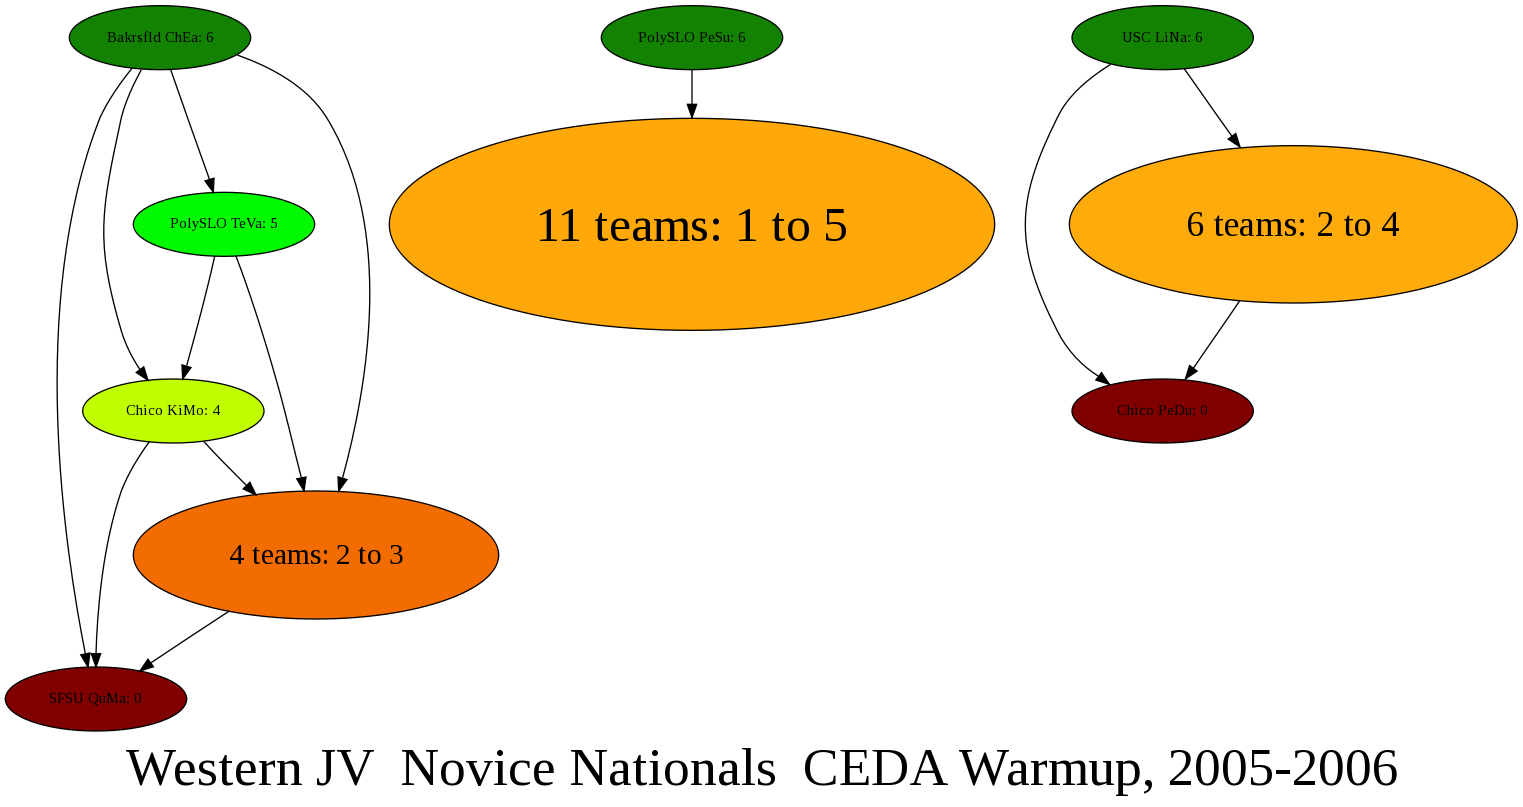 Bakrsfld ChEa: 6
PolySLO PeSu: 6
USC LiNa: 6
PolySLO TeVa: 5
11 teams: 1 to 5
6 teams: 2 to 4
Chico KiMo: 4
Chico PeDu: 0
4 teams: 2 to 3
SFSU QuMa: 0
Western JV  Novice Nationals  CEDA Warmup, 2005-2006